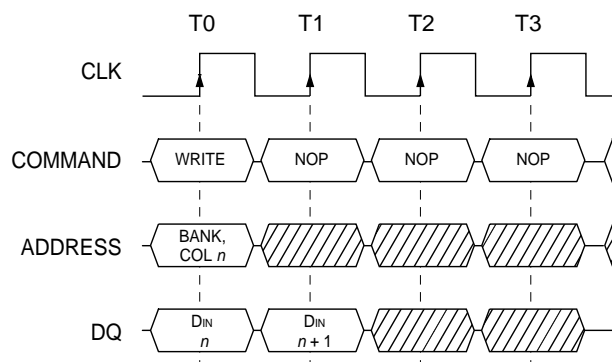 T0 T1 T2 T3
CLK
COMMAND WRITE NOP NOP NOP
ADDRESS BANK,
COL n
DQ DIN
n
DIN
n + 1